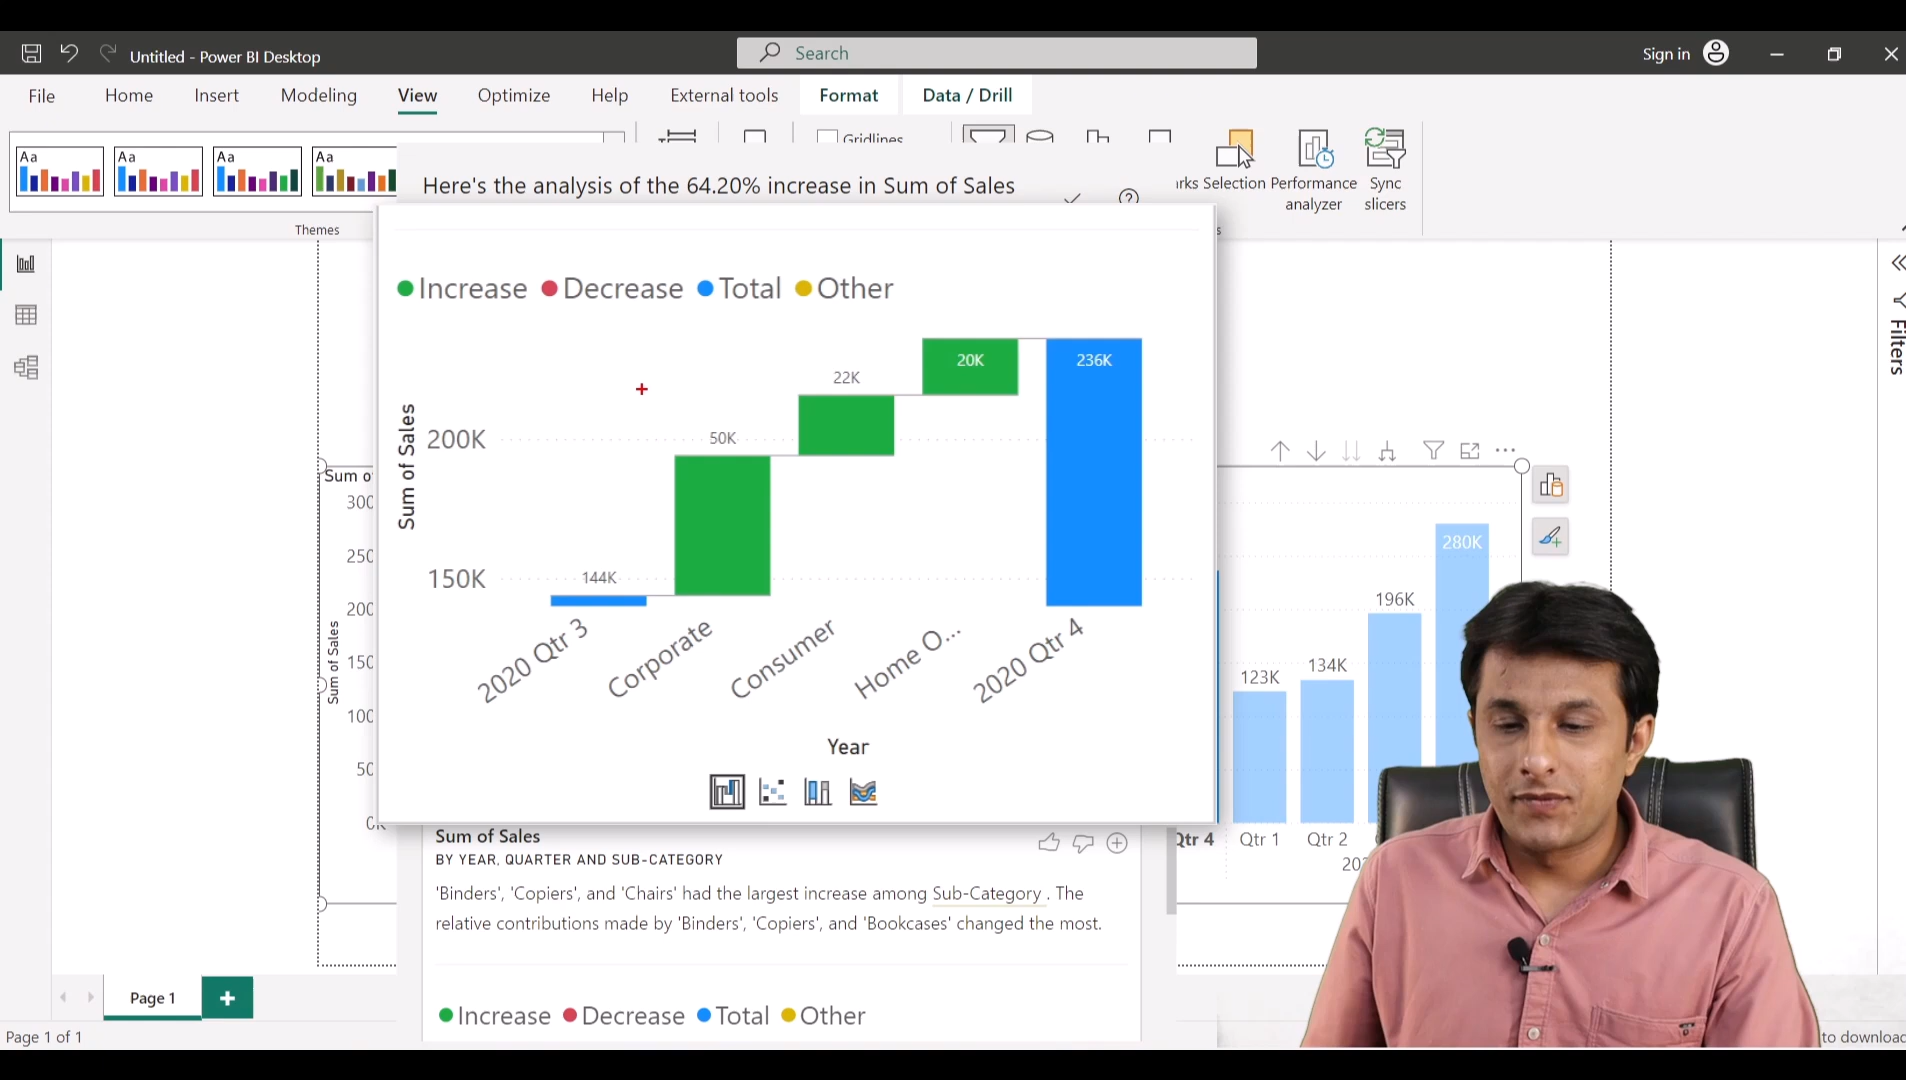 Untitled - Power BI Desktop
Search
Sign in
File
Home
Insert
Modeling
View
Optimize
Help
External tools
Format
Data / Drill
Aa
Aa
Aa
Aa
Gridlines
Selection
Performance analyzer
Sync slicers
Themes
Here's the analysis of the 64.20% increase in Sum of Sales
Increase
Decrease
Total
Other
Sum of Sales
200K
150K
144K
50K
22K
20K
236K
2020 Qtr 3
Corporate
Consumer
Home O...
2020 Qtr 4
Year
Filters
Sum o
300
250
200
150
100
50
Sum of Sales
123K
134K
196K
280K
Qtr 4
Qtr 1
Qtr 2
Sum of Sales
BY YEAR, QUARTER AND SUB-CATEGORY
'Binders', 'Copiers', and 'Chairs' had the largest increase among Sub-Category . The
relative contributions made by 'Binders', 'Copiers', and 'Bookcases' changed the most.
Increase
Decrease
Total
Other
Page 1
Page 1 of 1
to download